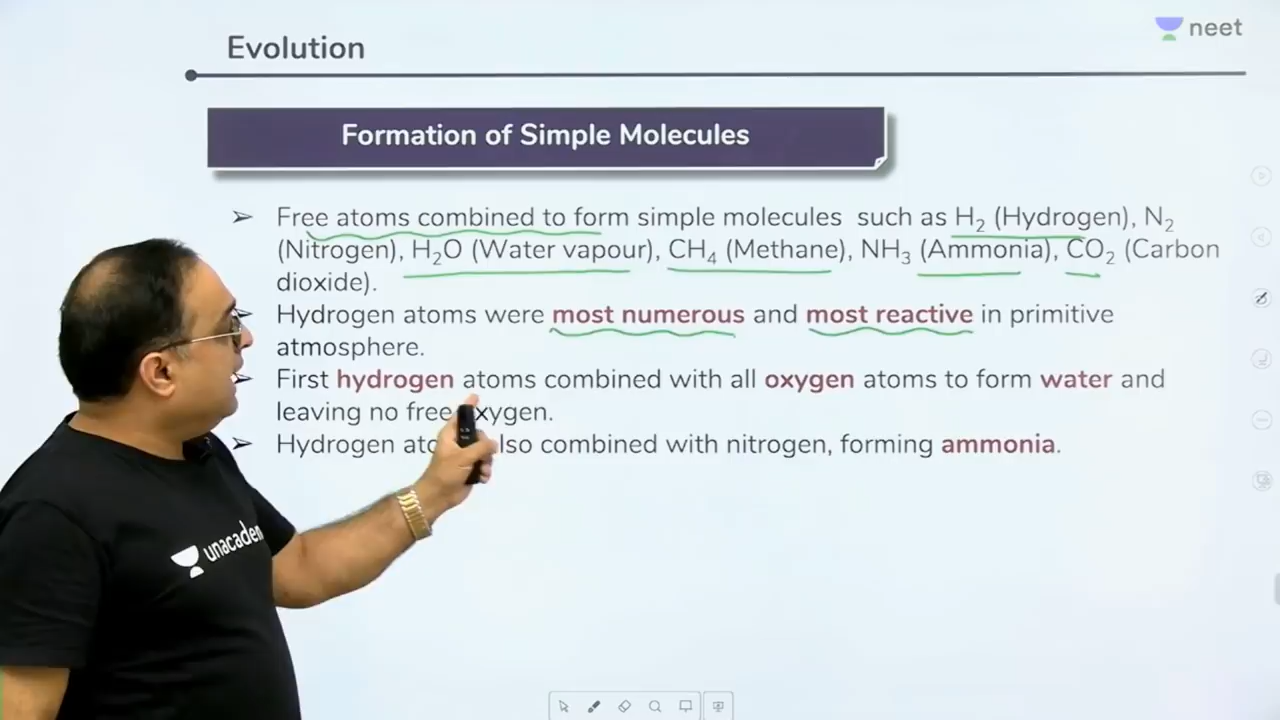 Evolution
neet
Formation of Simple Molecules
➢ Free atoms combined to form simple molecules such as H₂ (Hydrogen), N₂
(Nitrogen), H₂O (Water vapour), CH₄ (Methane), NH₃ (Ammonia), CO₂ (Carbon
dioxide).
Hydrogen atoms were most numerous and most reactive in primitive
atmosphere.
First hydrogen atoms combined with all oxygen atoms to form water and
leaving no free oxygen.
➢ Hydrogen also combined with nitrogen, forming ammonia.
unacadem